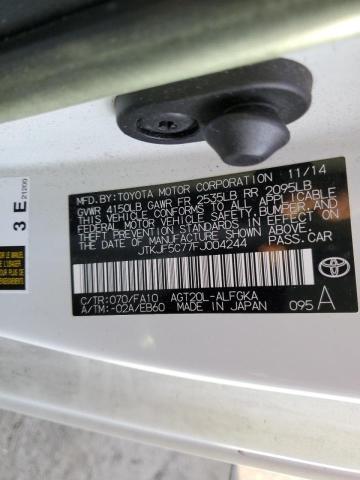 MFD.BY:TOYOTA MOTOR CORPORATION 11/14
GVWR 4150LB GAWR FR 2535LB RR 2095LB
THIS VEHICLE CONFORMS TO ALL APPLICABLE
FEDERAL MOTOR VEHICLE SAFETY, BUMPER, AND
THEFT PREVENTION STANDARDS IN EFFECT ON
THE DATE OF MANUFACTURE SHOWN ABOVE.
JTKJF5C77FJ004244 PASS.CAR
C/TR:070/FA10 AGT20L-ALFGKA
A/TM:-02A/EB60 MADE IN JAPAN
TOYOTA
095 A
3 E 21209